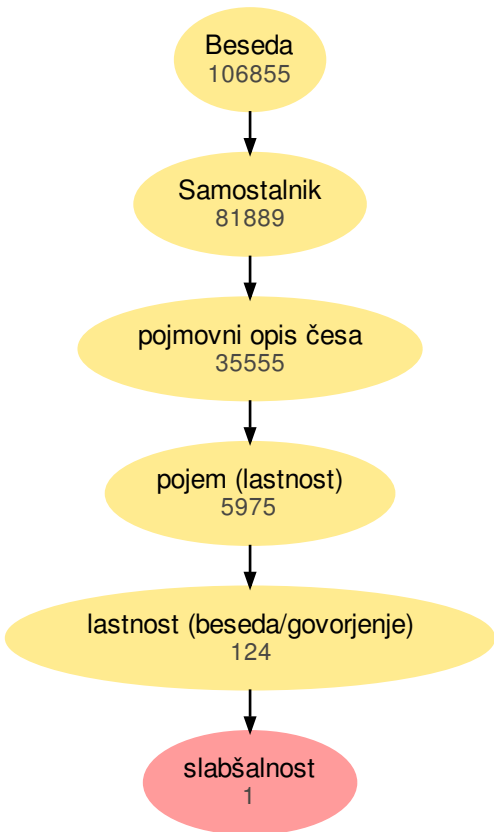 Beseda
106855
Samostalnik
81889
pojmovni opis česa
35555
pojem (lastnost)
5975
lastnost (beseda/govorjenje)
124
slabšalnost
1